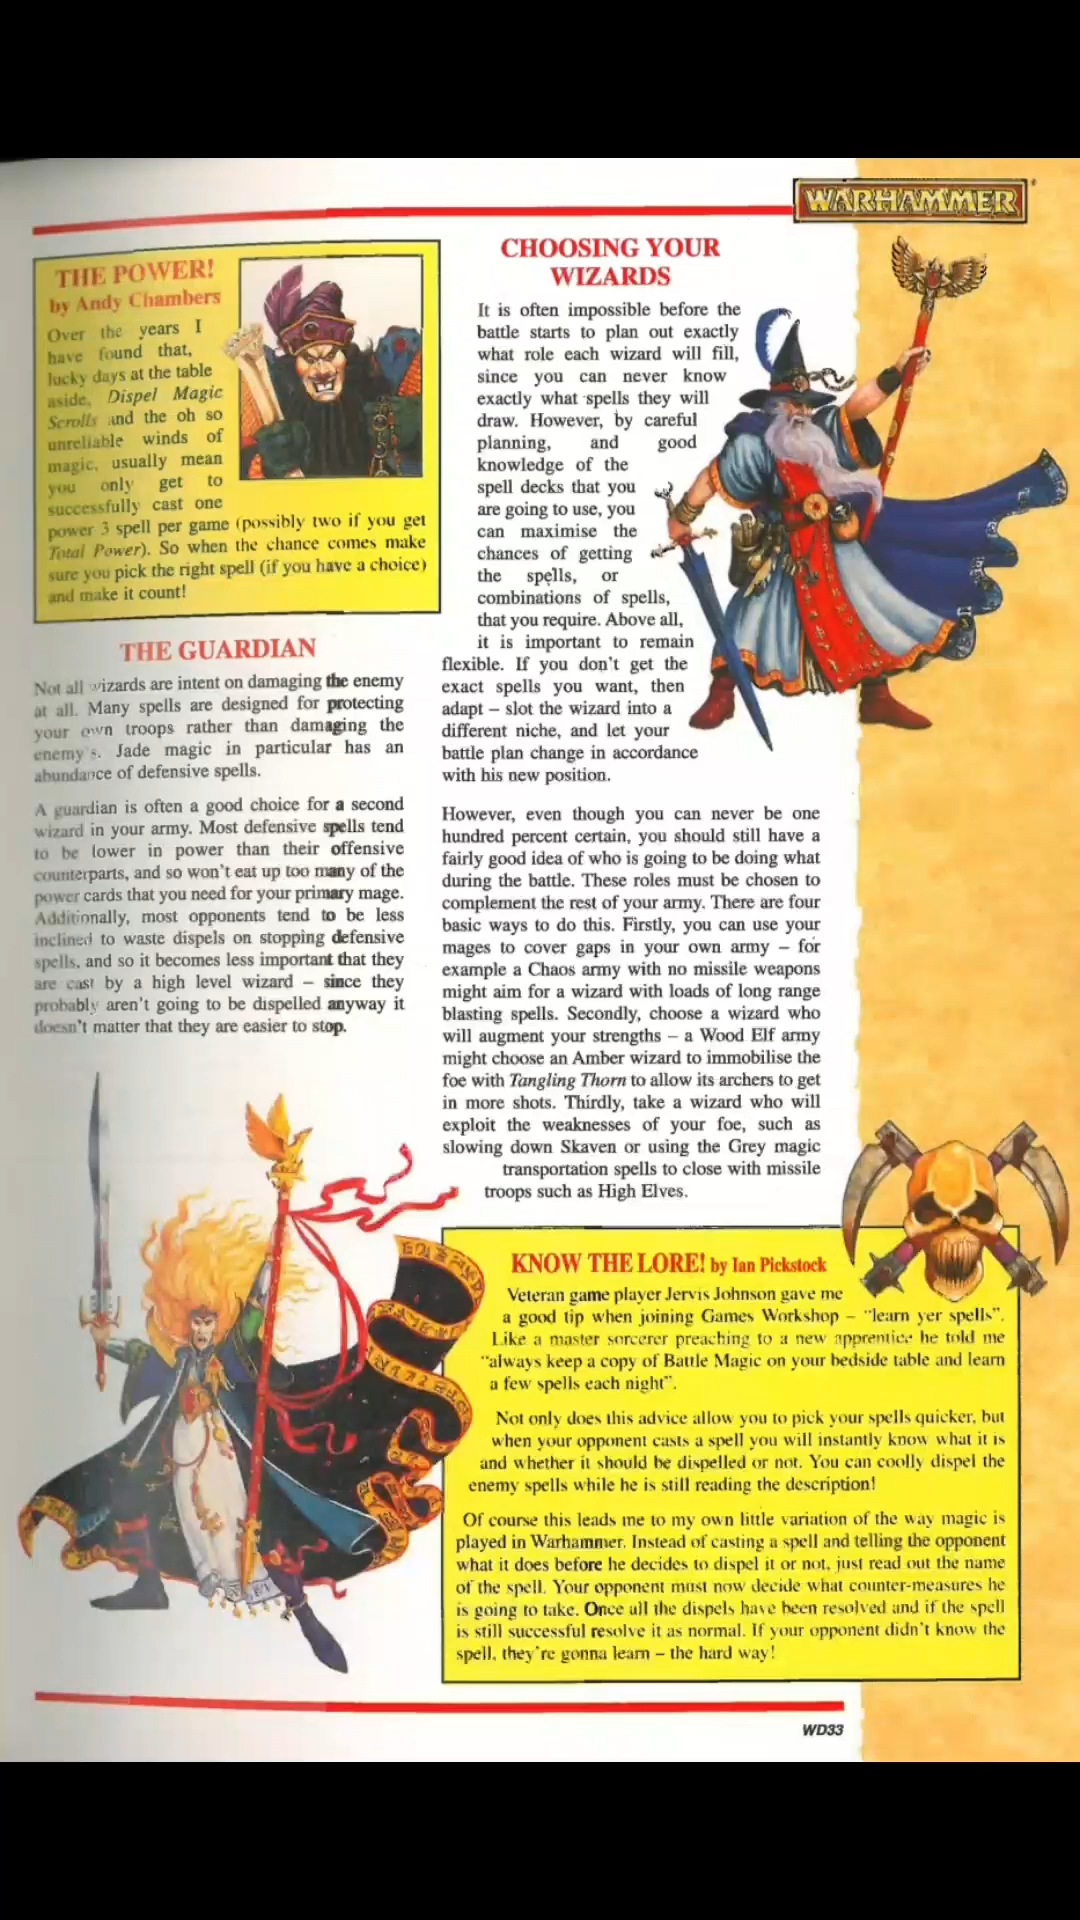 WARHAMMER
THE POWER!
by Andy Chambers
Over the years I
have found that,
lucky days at the table
aside, Dispel Magic
Scrolls and the oh so
unreliable winds of
magic, usually mean
you only get to
successfully cast one
power 3 spell per game (possibly two if you get
Total Power). So when the chance comes make
sure you pick the right spell (if you have a choice)
and make it count!
THE GUARDIAN
Not all wizards are intent on damaging the enemy
at all. Many spells are designed for protecting
your own troops rather than damaging the
enemy's. Jade magic in particular has an
abundance of defensive spells.
A guardian is often a good choice for a second
wizard in your army. Most defensive spells tend
to be lower in power than their offensive
counterparts, and so won't eat up too many of the
power cards that you need for your primary mage.
Additionally, most opponents tend to be less
inclined to waste dispels on stopping defensive
spells, and so it becomes less important that they
are cast by a high level wizard – since they
probably aren't going to be dispelled anyway it
doesn't matter that they are easier to stop.
CHOOSING YOUR
WIZARDS
It is often impossible before the
battle starts to plan out exactly
what role each wizard will fill,
since you can never know
exactly what spells they will
draw. However, by careful
planning, and good
knowledge of the
spell decks that you
are going to use, you
can maximise the
chances of getting
the spells, or
combinations of spells,
that you require. Above all,
it is important to remain
flexible. If you don't get the
exact spells you want, then
adapt – slot the wizard into a
different niche, and let your
battle plan change in accordance
with his new position.
However, even though you can never be one
hundred percent certain, you should still have a
fairly good idea of who is going to be doing what
during the battle. These roles must be chosen to
complement the rest of your army. There are four
basic ways to do this. Firstly, you can use your
mages to cover gaps in your own army – for
example a Chaos army with no missile weapons
might aim for a wizard with loads of long range
blasting spells. Secondly, choose a wizard who
will augment your strengths – a Wood Elf army
might choose an Amber wizard to immobilise the
foe with Tangling Thorn to allow its archers to get
in more shots. Thirdly, take a wizard who will
exploit the weaknesses of your foe, such as
slowing down Skaven or using the Grey magic
transportation spells to close with missile
troops such as High Elves.
KNOW THE LORE! by Ian Pickstock
Veteran game player Jervis Johnson gave me
a good tip when joining Games Workshop – "learn yer spells".
Like a master sorcerer preaching to a new apprentice he told me
"always keep a copy of Battle Magic on your bedside table and learn
a few spells each night".
Not only does this advice allow you to pick your spells quicker, but
when your opponent casts a spell you will instantly know what it is
and whether it should be dispelled or not. You can coolly dispel the
enemy spells while he is still reading the description!
Of course this leads me to my own little variation of the way magic is
played in Warhammer. Instead of casting a spell and telling the opponent
what it does before he decides to dispel it or not, just read out the name
of the spell. Your opponent must now decide what counter-measures he
is going to take. Once all the dispels have been resolved and if the spell
is still successful resolve it as normal. If your opponent didn't know the
spell, they're gonna learn – the hard way!
WD33